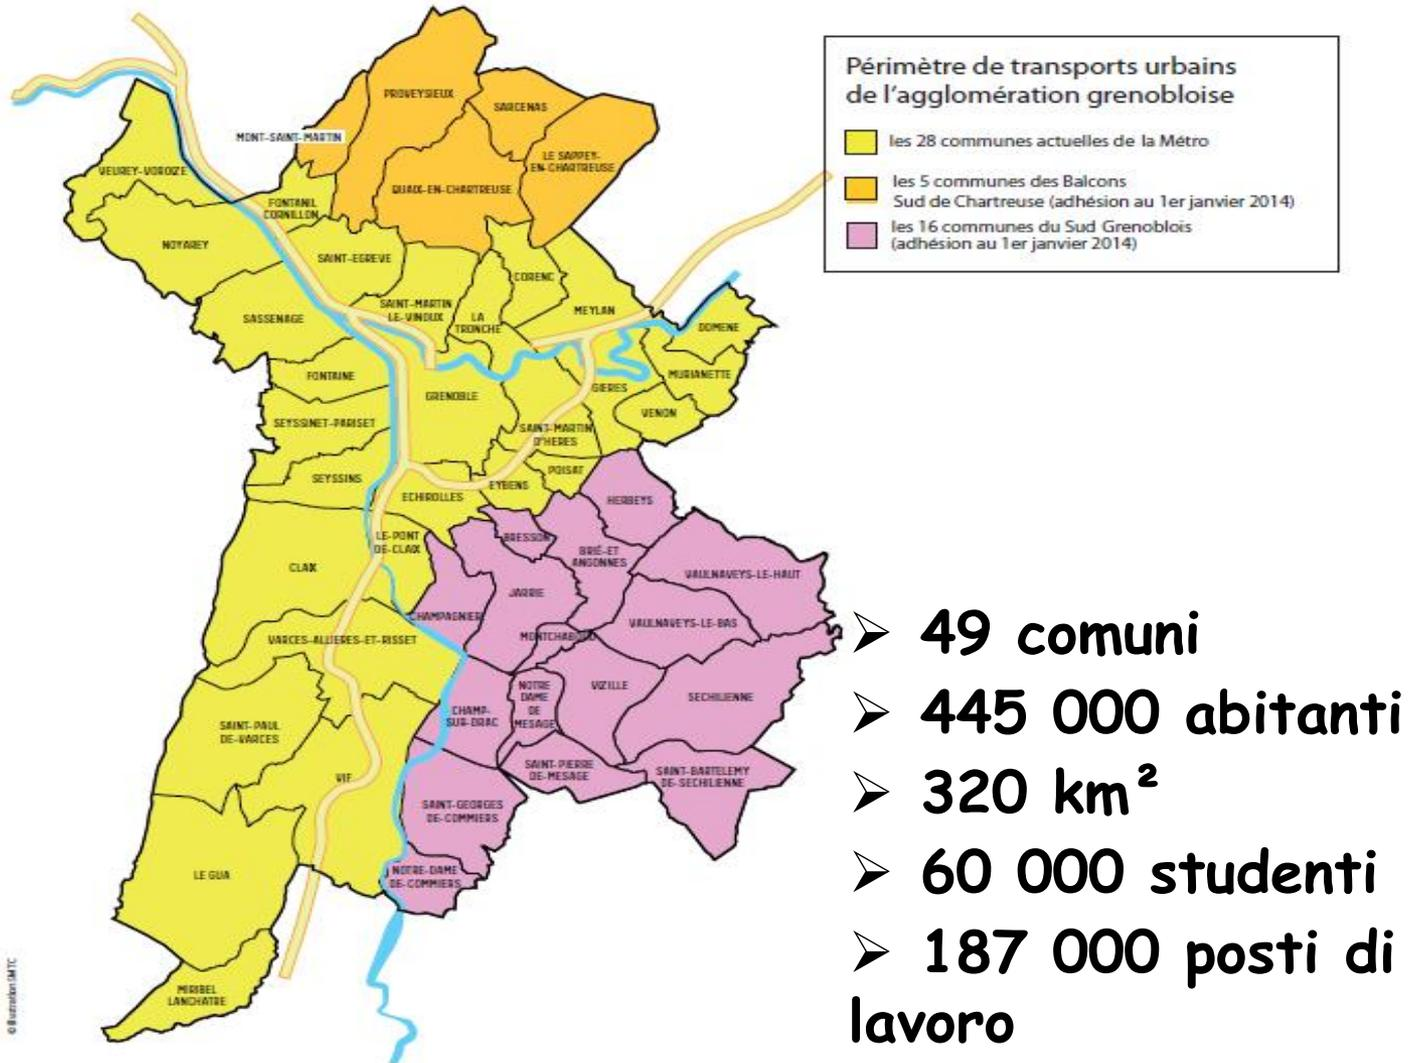 Périmètre de transports urbains
de l'agglomération grenobloise
les 28 communes actuelles de la Métro
les 5 communes des Balcons
Sud de Chartreuse (adhésion au 1er janvier 2014)
les 16 communes du Sud Grenoblois
(adhésion au 1er janvier 2014)
PROVEYSIEUX
SARCENAS
MONT-SAINT-MARTIN
LE SAPPEY-
EN-CHARTREUSE
VEUREY-VOROIZE
QUAIX-EN-CHARTREUSE
FONTANIL
CORNILLON
NOYAREY
SAINT-EGREVE
CORENC
SAINT-MARTIN
LE-VINOUX
MEYLAN
SASSENAGE
LA
TRONCHE
DOMENE
FONTAINE
MURIANETTE
GRENOBLE
GIERES
SEYSSINET-PARISET
VENON
SAINT-MARTIN
D'HERES
SEYSSINS
POISAT
EYBENS
ECHIROLLES
HERBEYS
LE-PONT
DE-CLAIX
BRESSON
BRIÉ-ET
ANGONNES
CLAIX
VAULNAVEYS-LE-HAUT
JARRIE
CHAMPAGNIER
VAULNAVEYS-LE-BAS
VARCES-ALLIERES-ET-RISSET
MONTCHABOUD
NOTRE
DAME
DE
MESAGE
VIZILLE
SECHILIENNE
CHAMP-
SUR-DRAC
SAINT-PAUL
DE-VARCES
VIF
SAINT-PIERRE
DE-MESAGE
SAINT-BARTELEMY
DE-SECHILIENNE
SAINT-GEORGES
DE-COMMIERS
LE GUA
NOTRE-DAME
DE-COMMIERS
MIRIBEL
LANCHATRE
© Illustration SMTC
➢ 49 comuni
➢ 445 000 abitanti
➢ 320 km²
➢ 60 000 studenti
➢ 187 000 posti di
lavoro